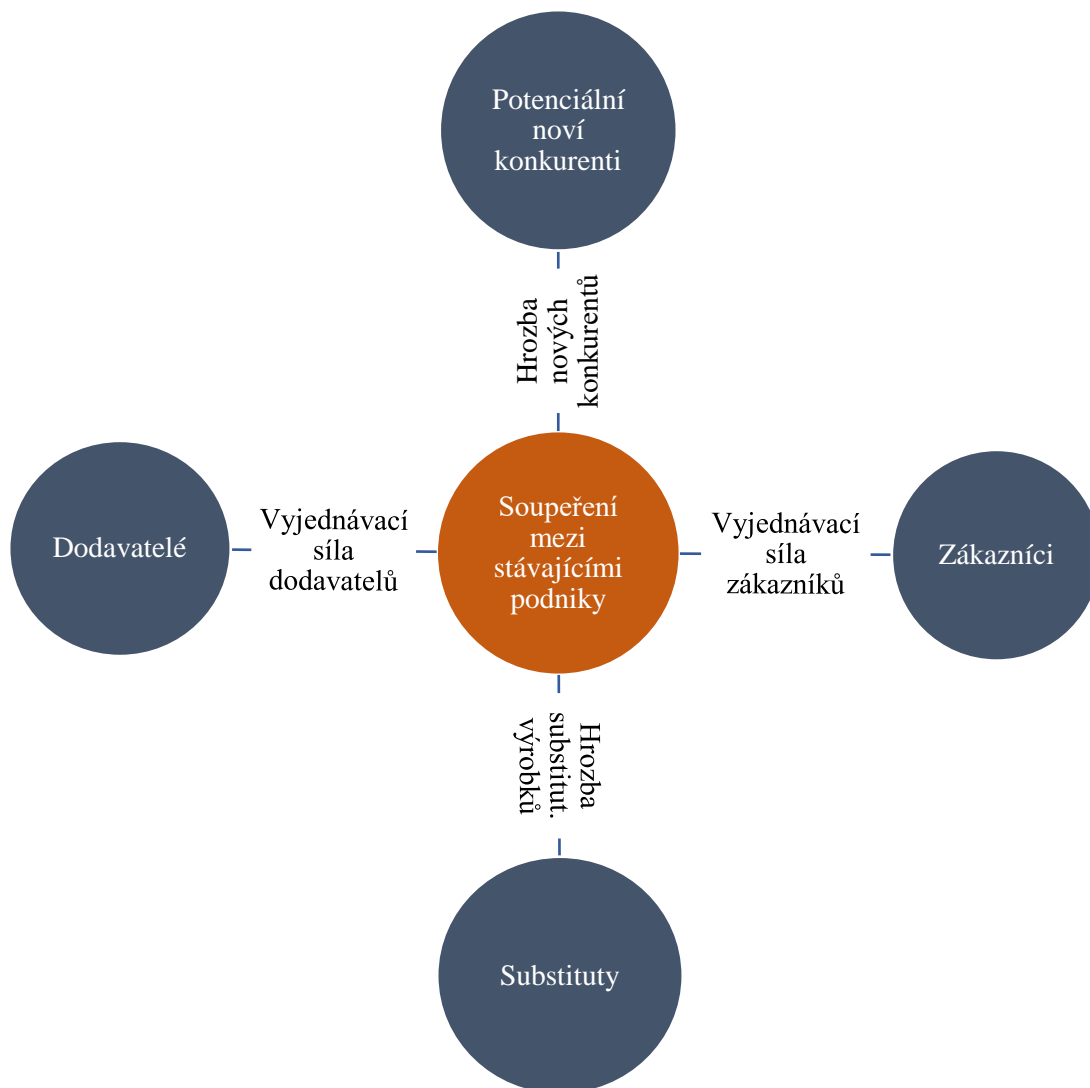 Potenciální
noví
konkurenti
Hrozba
nových
konkurentů
Dodavatelé
Vyjednávací
síla
dodavatelů
Soupeření
mezi
stávajícími
podniky
Vyjednávací
síla
zákazníků
Zákazníci
Hrozba
substitut.
výrobků
Substituty